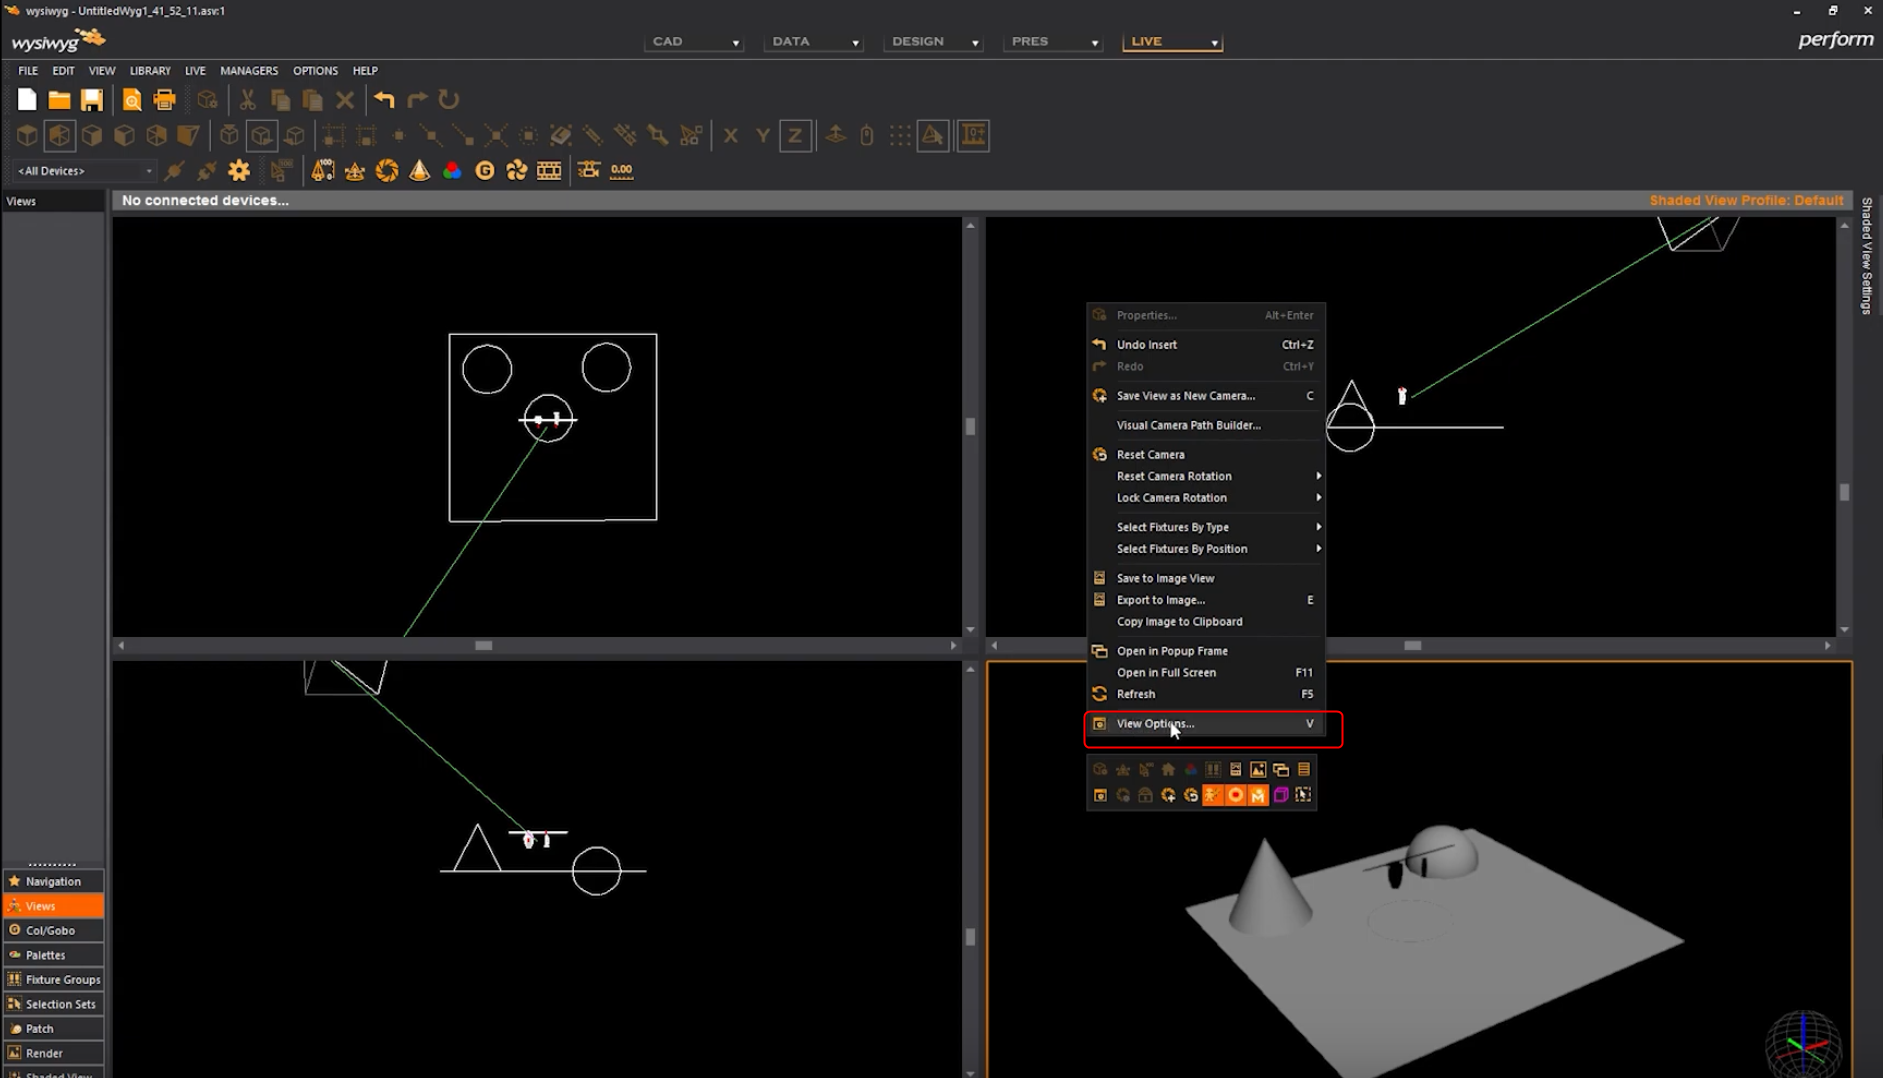 wysiwyg - UntitledWyg1_41_52_11.asv:1
wysiwyg
CAD
DATA
DESIGN
PRES
LIVE
perform
FILE EDIT VIEW LIBRARY LIVE MANAGERS OPTIONS HELP
X Y Z
<All Devices>
100
G
0.00
Views
No connected devices...
Shaded View Profile: Default
Shaded View Settings
Properties... Alt+Enter
Undo Insert Ctrl+Z
Redo Ctrl+Y
Save View as New Camera... C
Visual Camera Path Builder...
Reset Camera
Reset Camera Rotation
Lock Camera Rotation
Select Fixtures By Type
Select Fixtures By Position
Save to Image View
Export to Image... E
Copy Image to Clipboard
Open in Popup Frame
Open in Full Screen F11
Refresh F5
View Options... V
Navigation
Views
Col/Gobo
Palettes
Fixture Groups
Selection Sets
Patch
Render
Shaded View